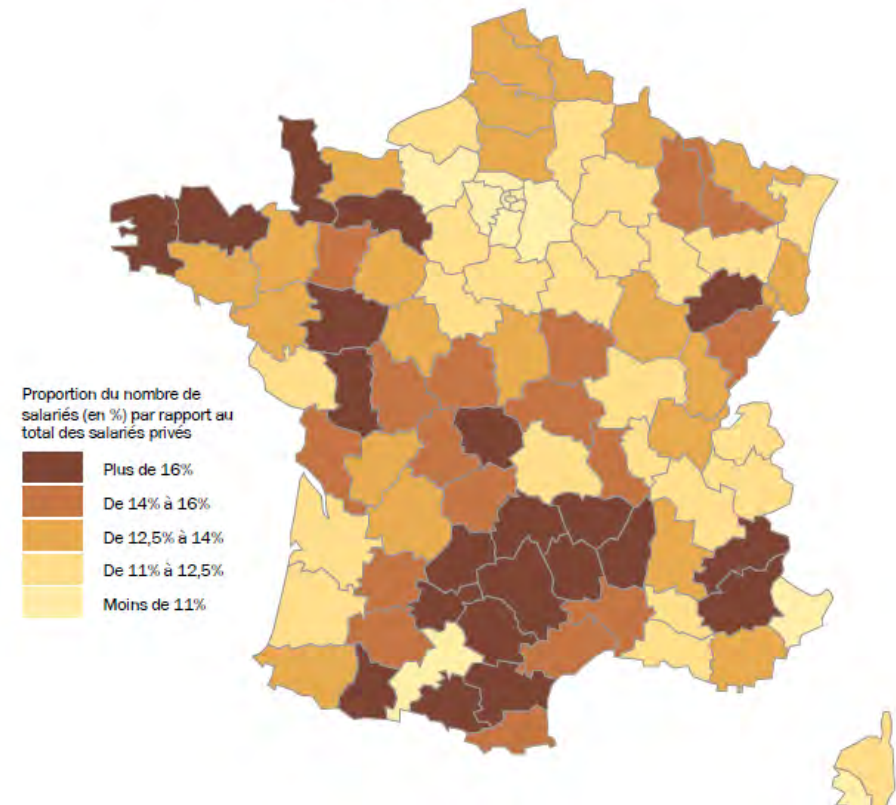 Proportion du nombre de
salariés (en %) par rapport au
total des salariés privés
Plus de 16%
De 14% à 16%
De 12,5% à 14%
De 11% à 12,5%
Moins de 11%